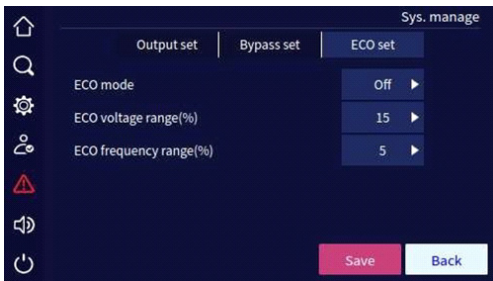 Sys. manage
Output set Bypass set ECO set
ECO mode Off
ECO voltage range(%) 15
ECO frequency range(%) 5
Save Back